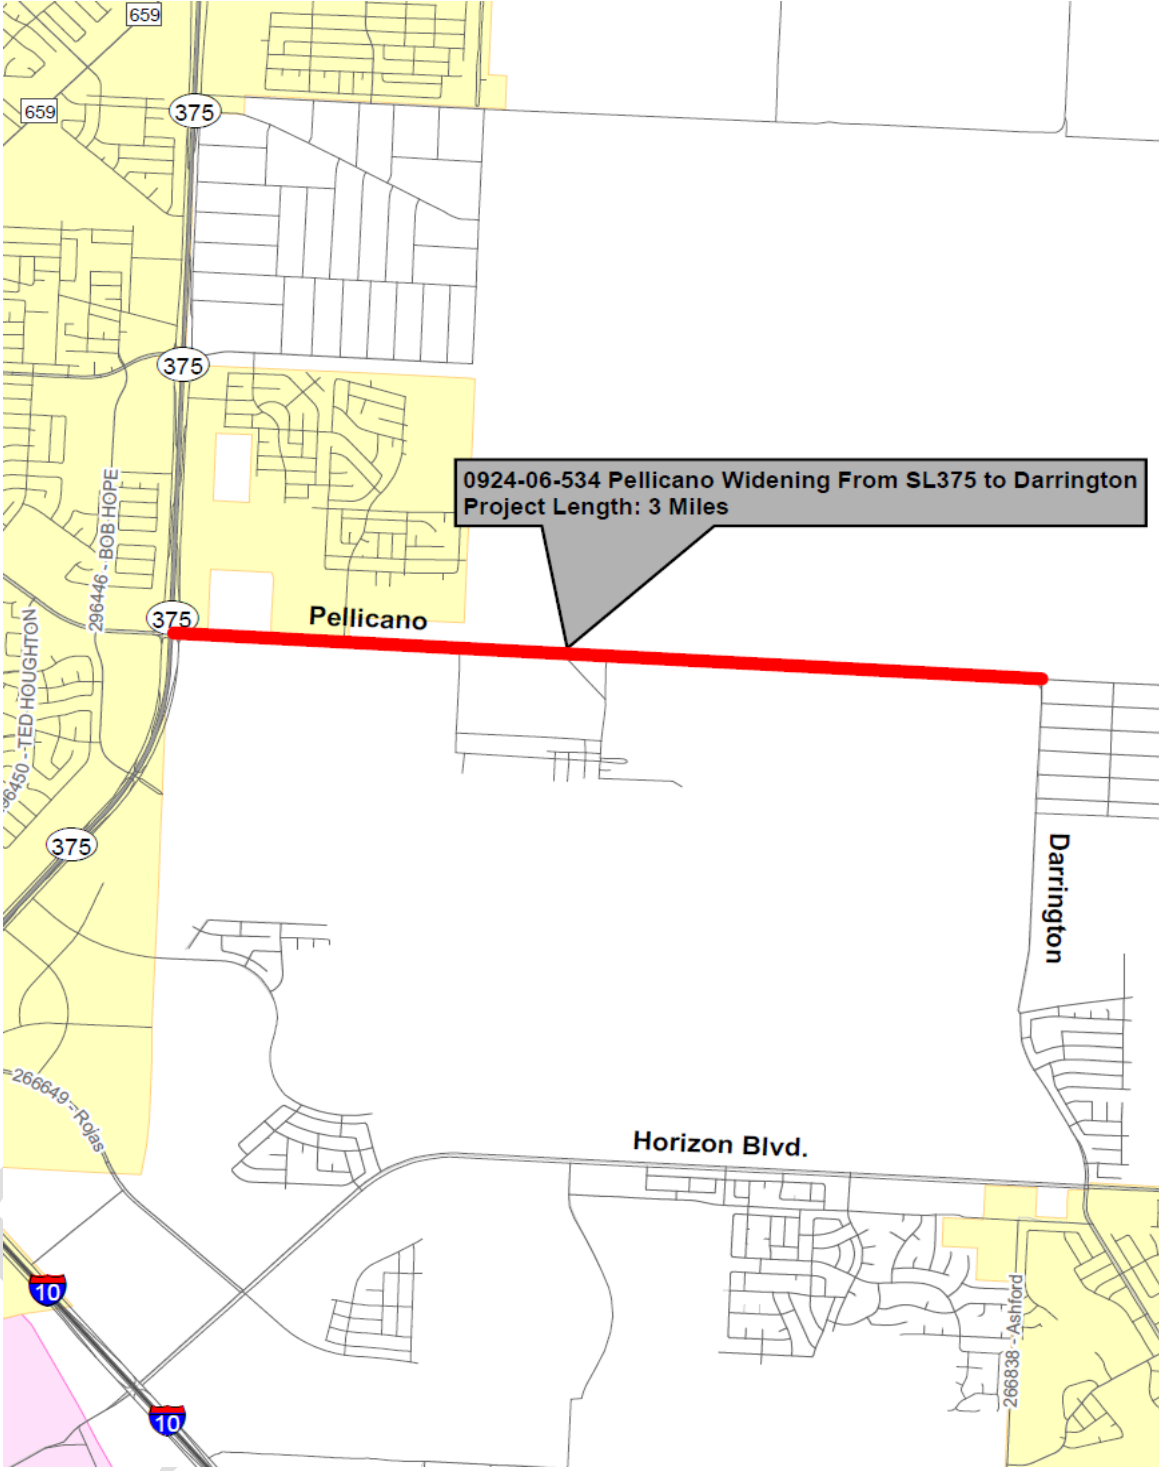 659
659
375
375
296446 - BOB HOPE
0924-06-534 Pellicano Widening From SL375 to Darrington
Project Length: 3 Miles
375
Pellicano
TED HOUGHTON
375
Darrington
266649 - Rojas
Horizon Blvd.
10
266838 - Ashford
10